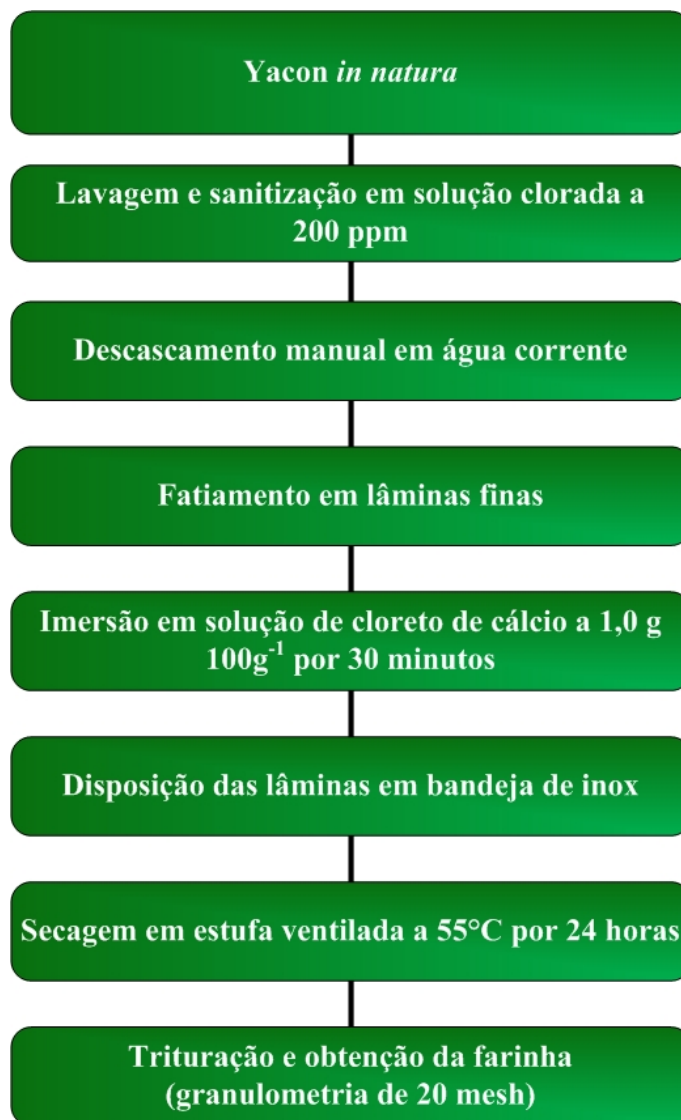 Yacon in natura
Lavagem e sanitização em solução clorada a
200 ppm
Descascamento manual em água corrente
Fatiamento em lâminas finas
Imersão em solução de cloreto de cálcio a 1,0 g
100g⁻¹ por 30 minutos
Disposição das lâminas em bandeja de inox
Secagem em estufa ventilada a 55°C por 24 horas
Trituração e obtenção da farinha
(granulometria de 20 mesh)